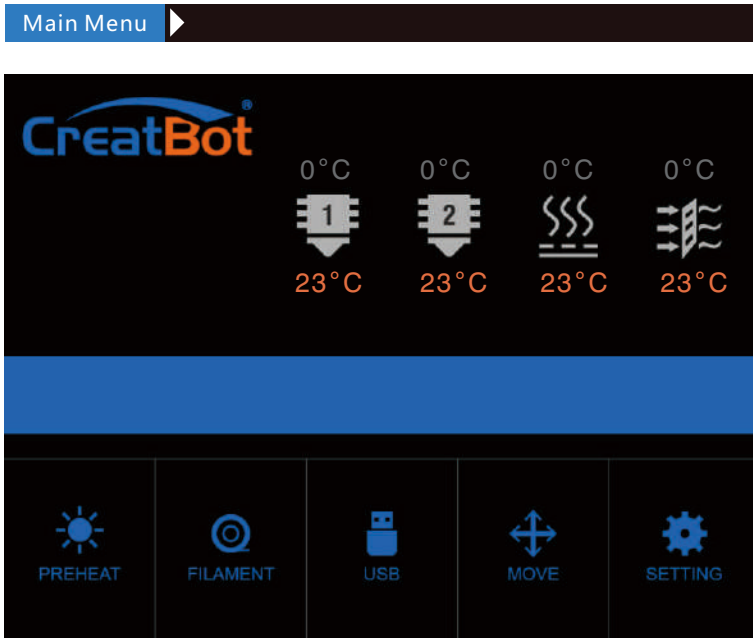 Main Menu
CreatBot®
0°C 0°C 0°C 0°C
1 2
23°C 23°C 23°C 23°C
PREHEAT FILAMENT USB MOVE SETTING